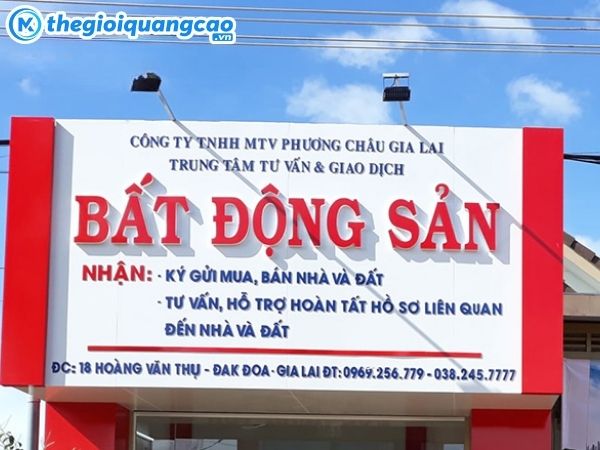 thegioiquangcao
.vn
CÔNG TY TNHH MTV PHƯƠNG CHÂU GIA LAI
TRUNG TÂM TƯ VẤN & GIAO DỊCH
BẤT ĐỘNG SẢN
NHẬN: - KÝ GỬI MUA, BÁN NHÀ VÀ ĐẤT
- TƯ VẤN, HỖ TRỢ HOÀN TẤT HỒ SƠ LIÊN QUAN
ĐẾN NHÀ VÀ ĐẤT
ĐC: 18 HOÀNG VĂN THỤ - ĐAK ĐOA - GIA LAI ĐT: 0969.256.779 - 038.245.7777